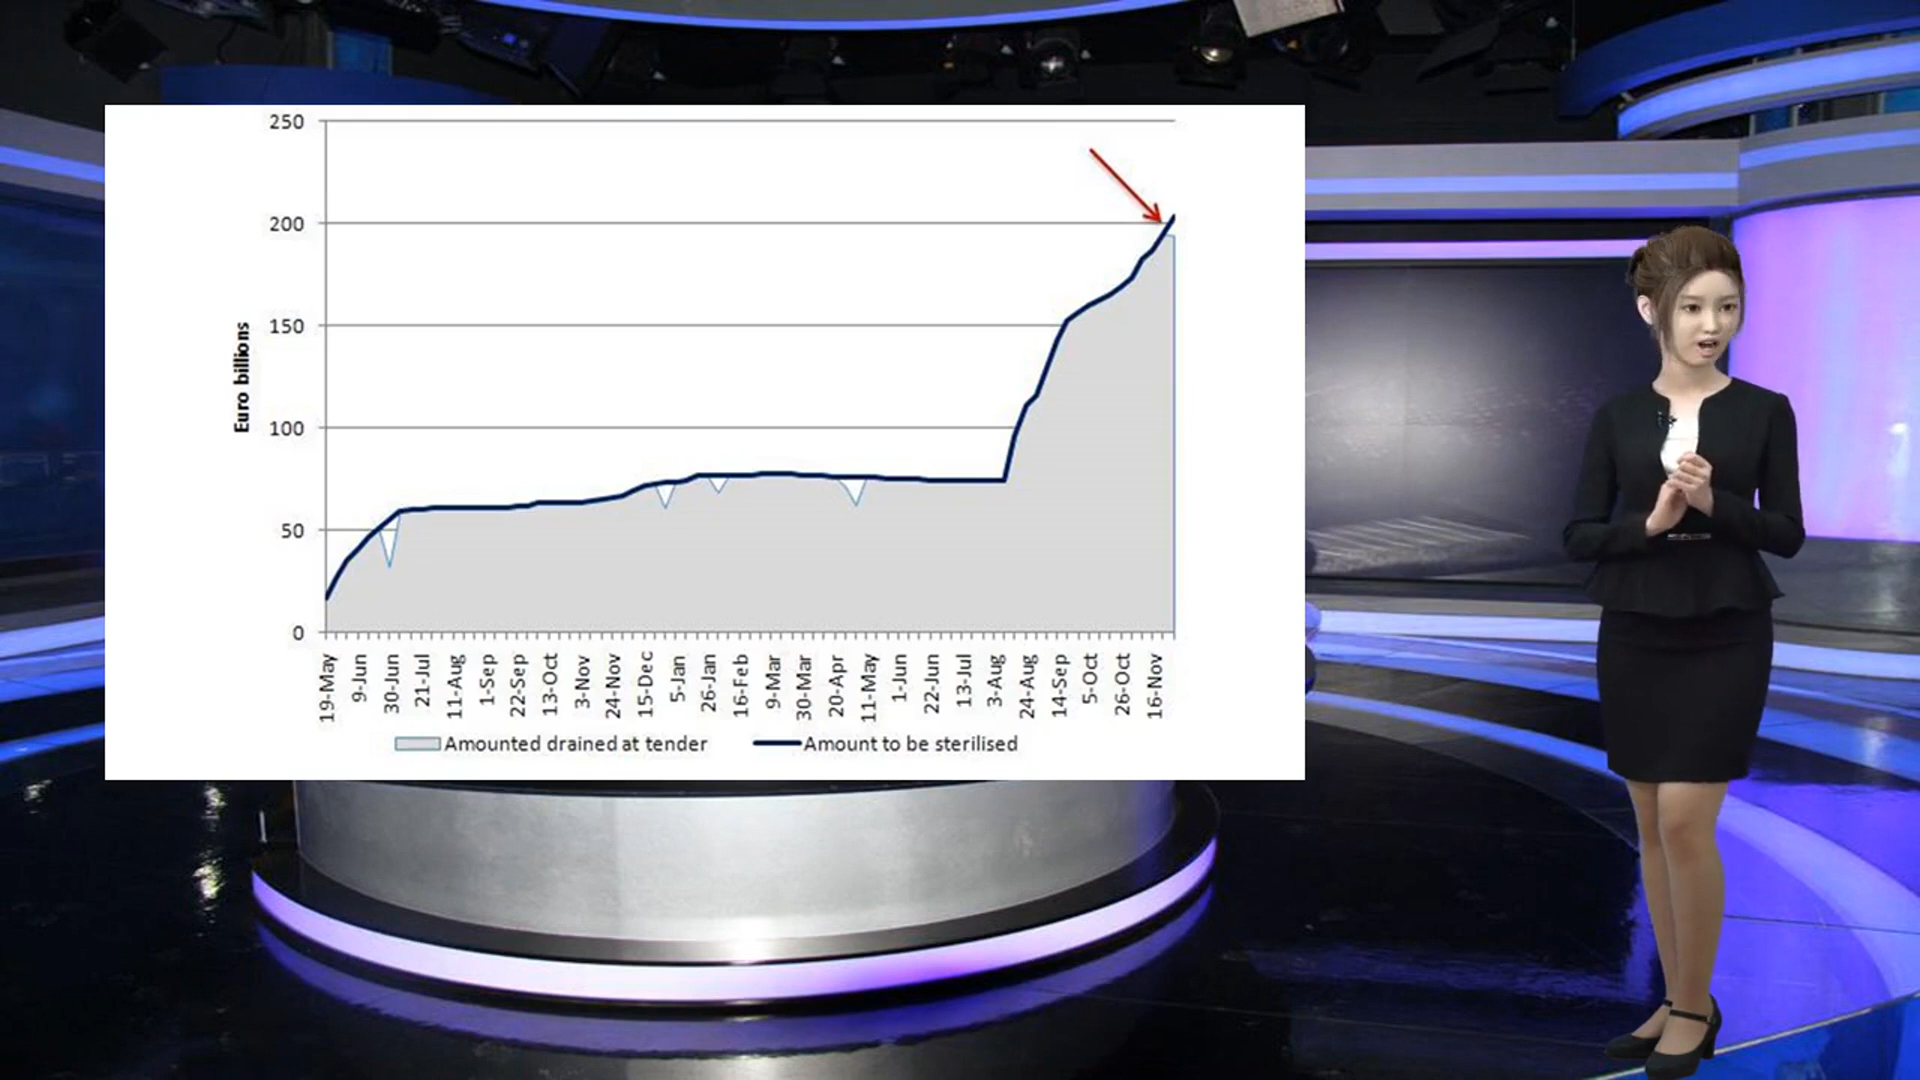 250
200
150
100
50
0
Euro billions
19-May
9-Jun
30-Jun
21-Jul
11-Aug
1-Sep
22-Sep
13-Oct
3-Nov
24-Nov
15-Dec
5-Jan
26-Jan
16-Feb
9-Mar
30-Mar
20-Apr
11-May
1-Jun
22-Jun
13-Jul
3-Aug
24-Aug
14-Sep
5-Oct
26-Oct
16-Nov
Amounted drained at tender
Amount to be sterilised